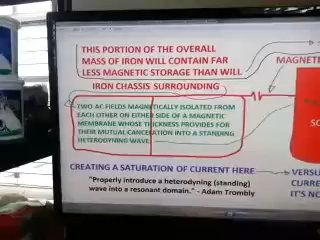 THIS PORTION OF THE OVERALL
MASS OF IRON WILL CONTAIN FAR
LESS MAGNETIC STORAGE THAN WILL
IRON CHASSIS SURROUNDING
MAGNETI
TWO AC FIELDS MAGNETICALLY ISOLATED FROM
EACH OTHER ON EITHER SIDE OF A MAGNETIC
MEMBRANE WHOSE THICKNESS PROVIDES FOR
THEIR MUTUAL CANCELATION INTO A STANDING
HETERODYNING WAVE
SO
CREATING A SATURATION OF CURRENT HERE
VERSU
CURRE
IT'S NO
"Properly introduce a heterodyning (standing)
wave into a resonant domain." - Adam Trombly